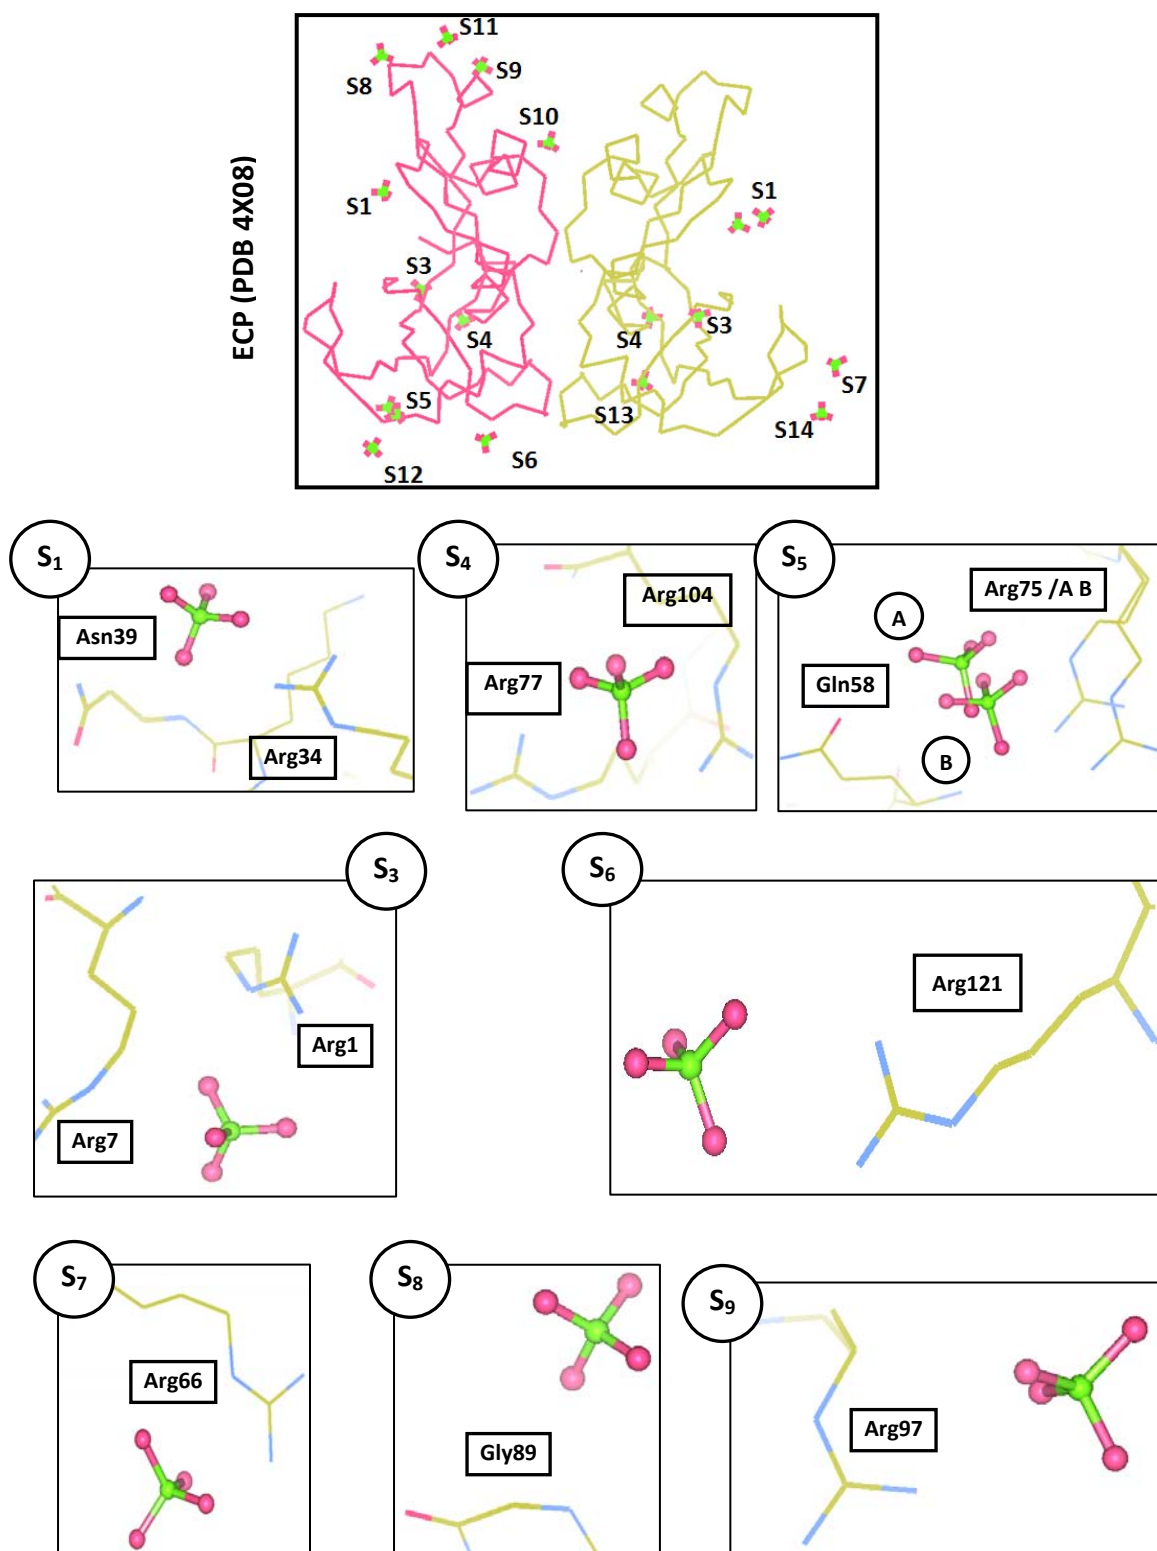 ECP (PDB 4X08)
S11
S8
S9
S10
S1
S1
S3
S4
S4
S3
S5
S13
S7
S14
S12
S6
S1
Asn39
Arg34
S4
Arg104
Arg77
S5
Arg75 /A B
A
Gln58
B
S3
Arg1
Arg7
S6
Arg121
S7
Arg66
S8
Gly89
S9
Arg97